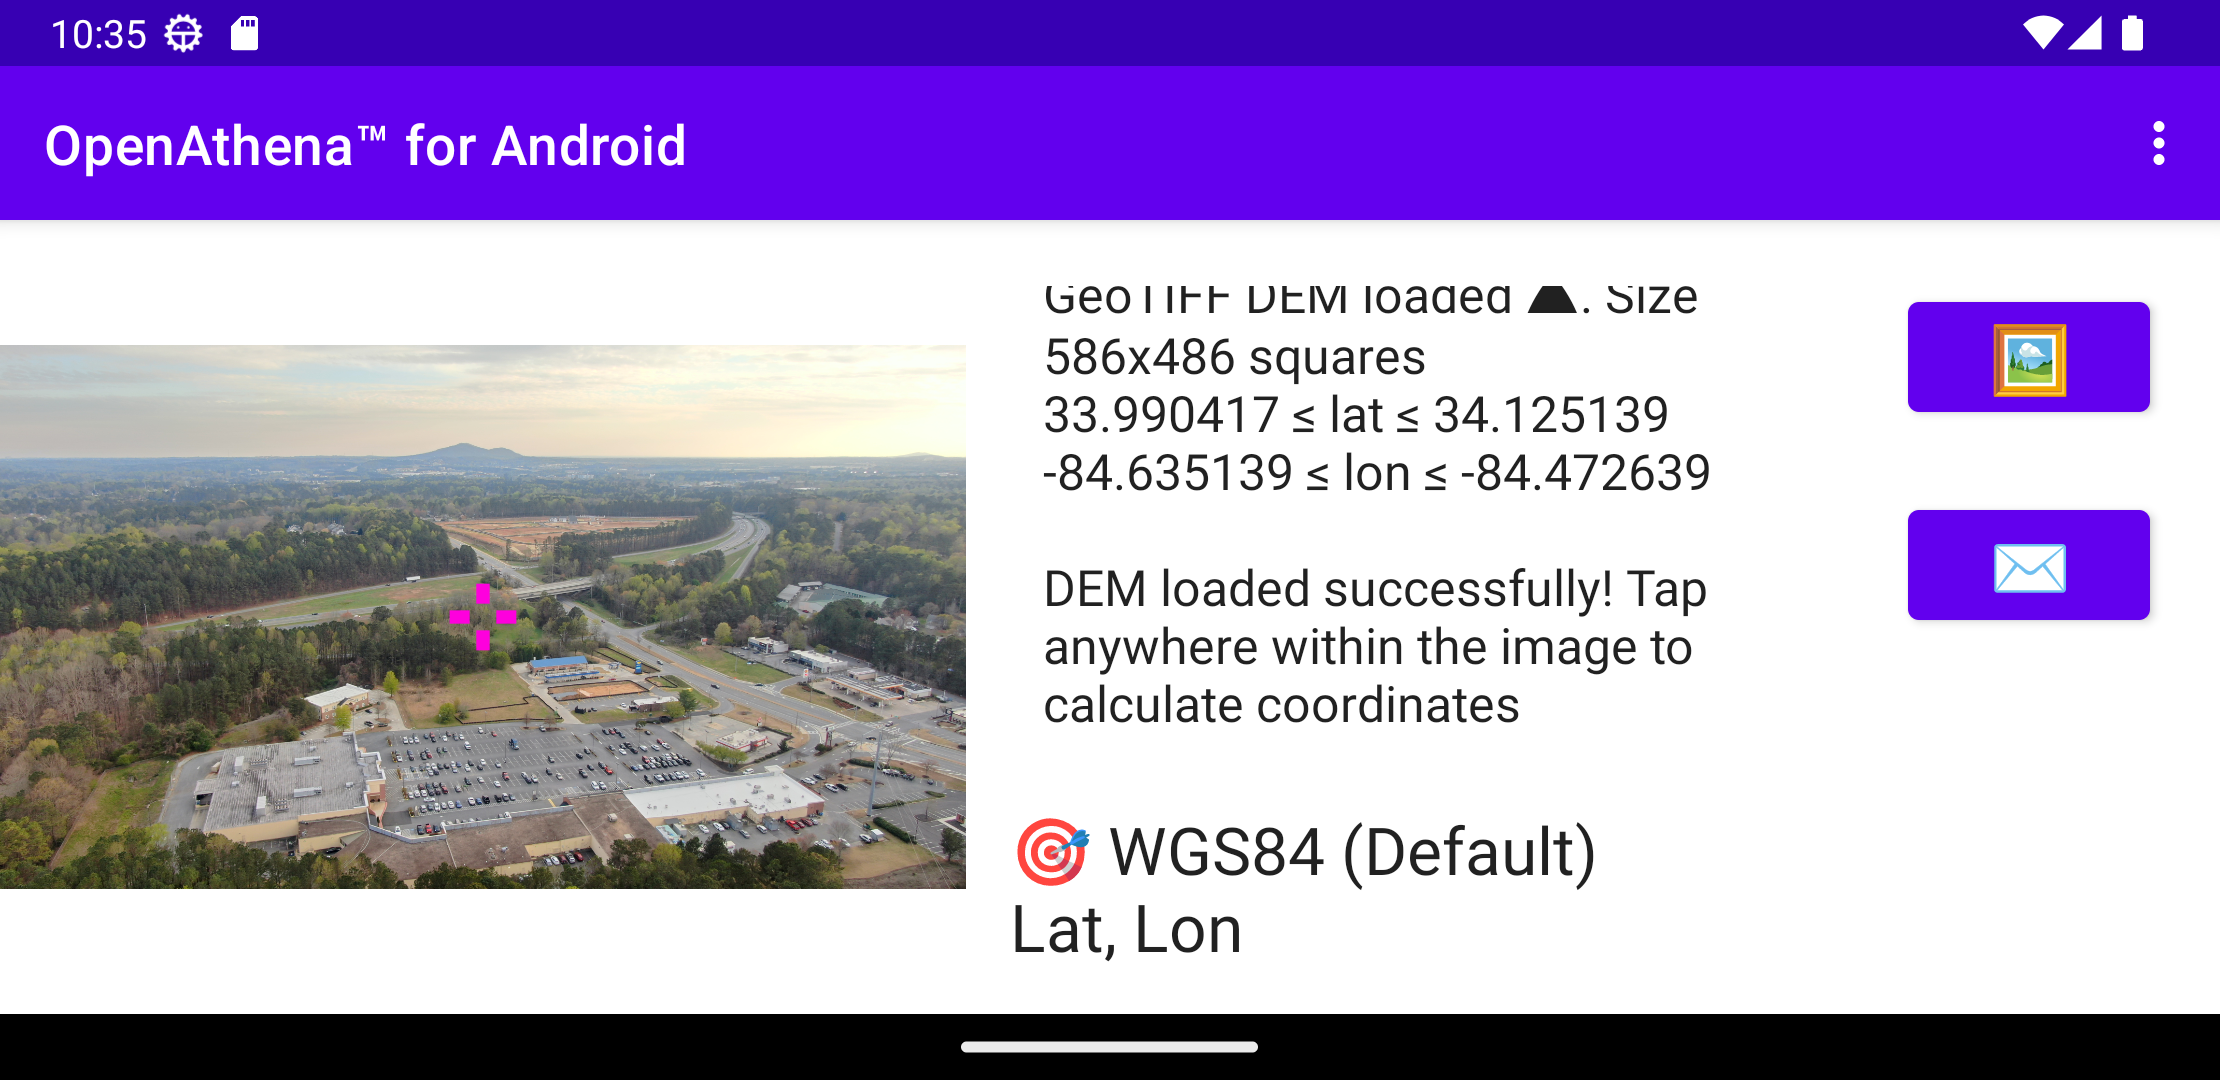 10:35
OpenAthena™ for Android
GeoTIFF DEM loaded ⛰. Size
586x486 squares
33.990417 ≤ lat ≤ 34.125139
-84.635139 ≤ lon ≤ -84.472639
DEM loaded successfully! Tap
anywhere within the image to
calculate coordinates
🎯 WGS84 (Default)
Lat, Lon